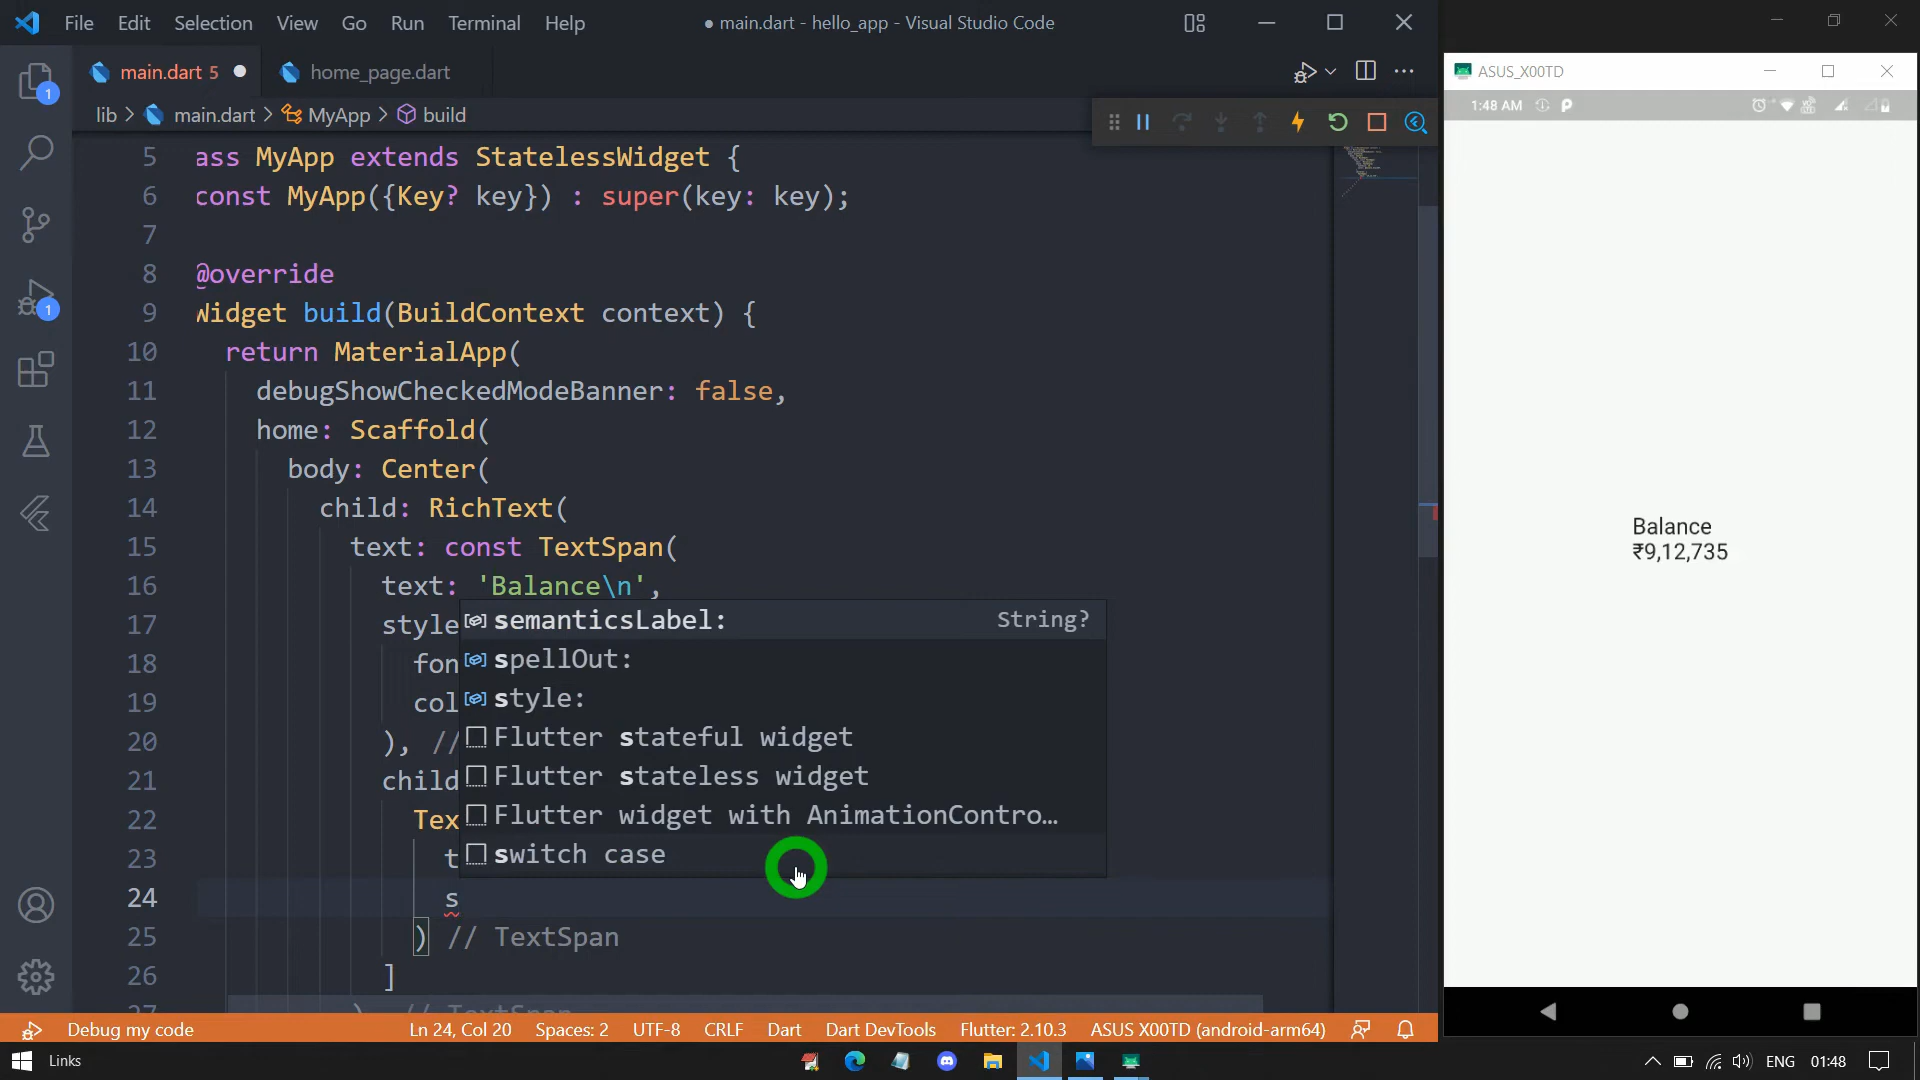 File Edit Selection View Go Run Terminal Help ● main.dart - hello_app - Visual Studio Code
main.dart 5 ● home_page.dart
lib > main.dart > MyApp > build
1
1
5 ass MyApp extends StatelessWidget {
6 const MyApp({Key? key}) : super(key: key);
7
8 @override
9 Widget build(BuildContext context) {
10 return MaterialApp(
11 debugShowCheckedModeBanner: false,
12 home: Scaffold(
13 body: Center(
14 child: RichText(
15 text: const TextSpan(
16 text: 'Balance\n',
17 style
18 fon
19 col
20 ), //
21 child
22 Tex
23 t
24 s
25 ) // TextSpan
26 ]
27 ), // TextSpan
semanticsLabel: String?
spellOut:
style:
Flutter stateful widget
Flutter stateless widget
Flutter widget with AnimationContro...
switch case
Debug my code Ln 24, Col 20 Spaces: 2 UTF-8 CRLF Dart Dart DevTools Flutter: 2.10.3 ASUS X00TD (android-arm64)
ASUS_X00TD
1:48 AM
Balance
₹9,12,735
Links ENG 01:48